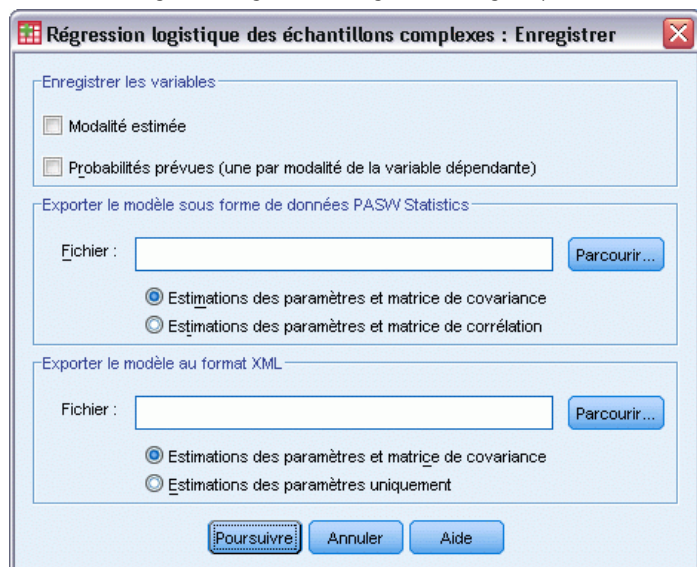 Régression logistique des échantillons complexes : Enregistrer
Enregistrer les variables
Modalité estimée
Probabilités prévues (une par modalité de la variable dépendante)
Exporter le modèle sous forme de données PASW Statistics
Fichier :
Parcourir...
Estimations des paramètres et matrice de covariance
Estimations des paramètres et matrice de corrélation
Exporter le modèle au format XML
Fichier :
Parcourir...
Estimations des paramètres et matrice de covariance
Estimations des paramètres uniquement
Poursuivre Annuler Aide